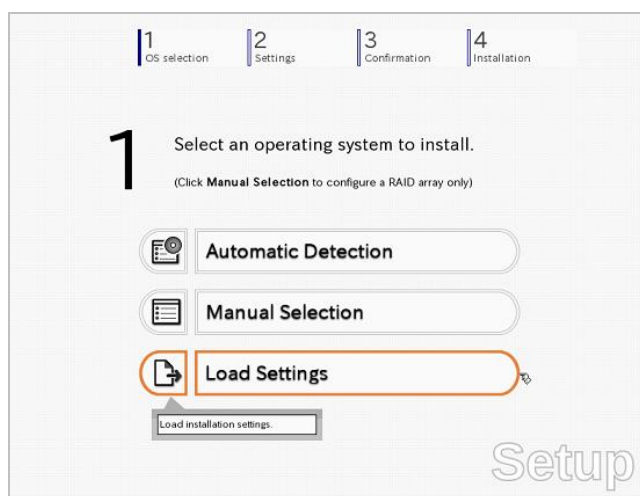 1 2 3 4
OS selection Settings Confirmation Installation
1 Select an operating system to install.
(Click Manual Selection to configure a RAID array only)
Automatic Detection
Manual Selection
Load Settings
Load installation settings.
Setup